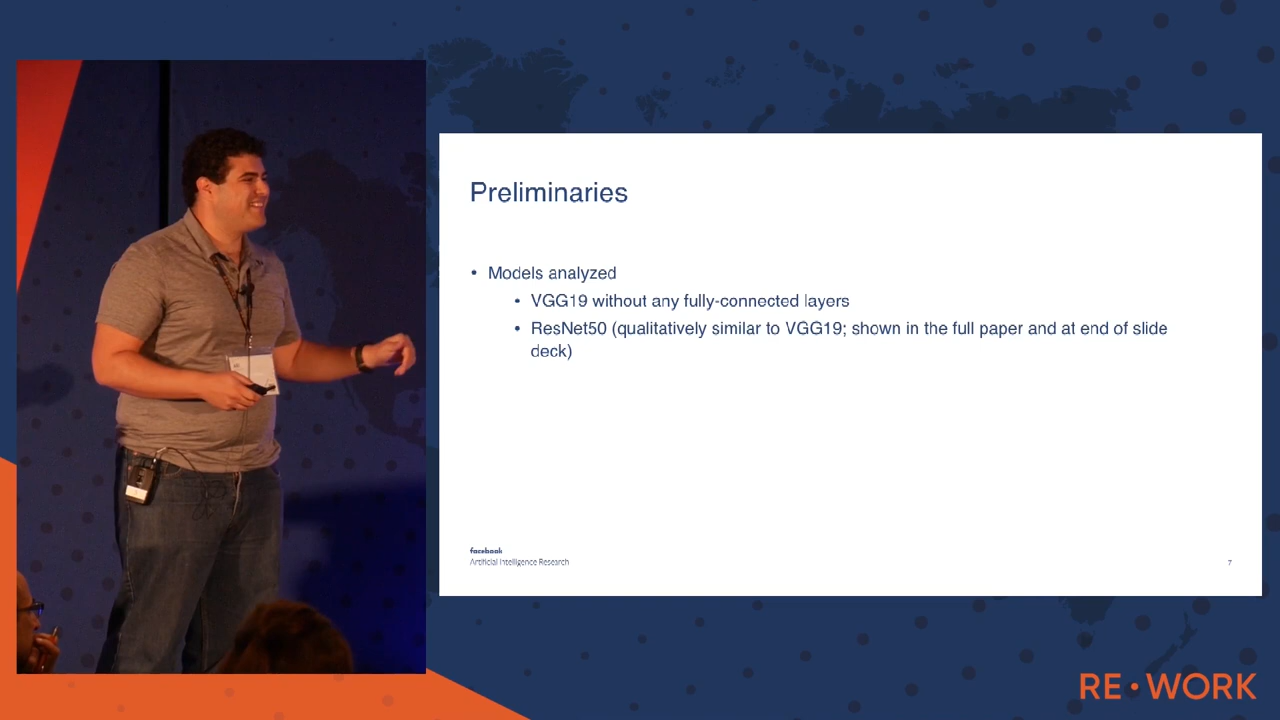 Preliminaries
• Models analyzed
• VGG19 without any fully-connected layers
• ResNet50 (qualitatively similar to VGG19; shown in the full paper and at end of slide
deck)
facebook
Artificial Intelligence Research
7
RE•WORK